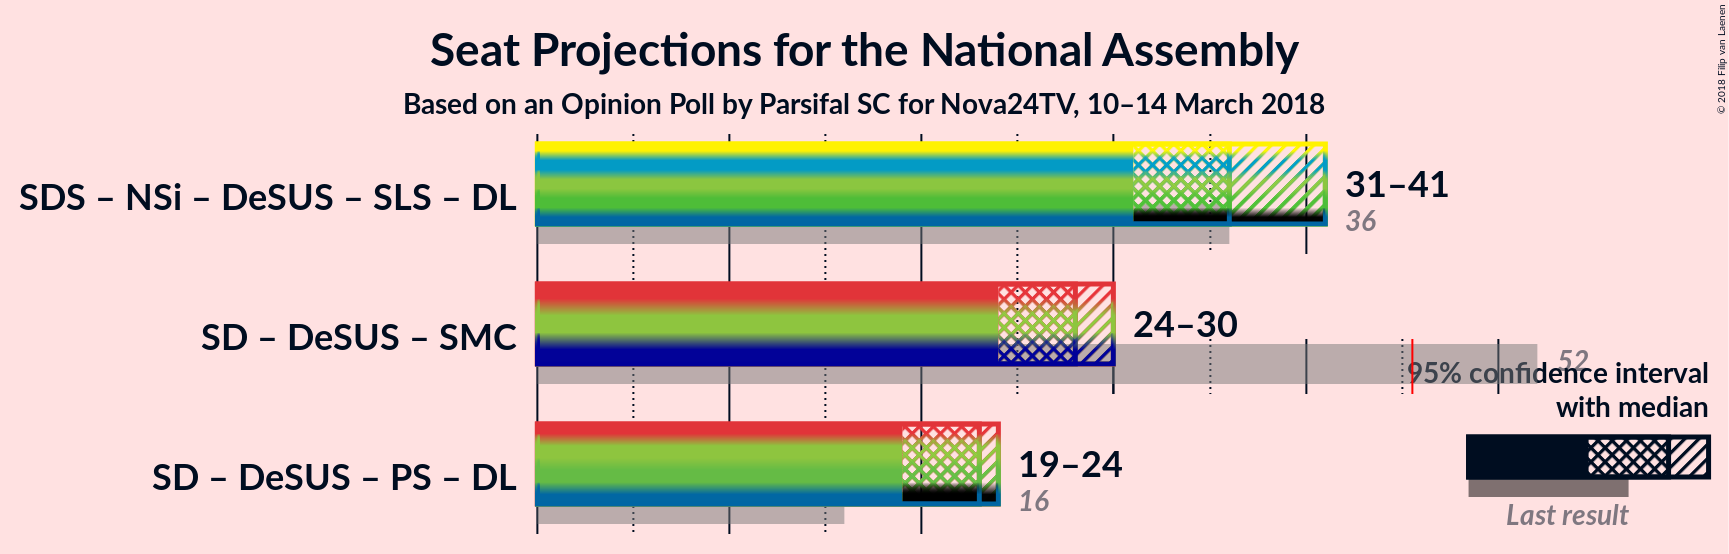 Seat Projections for the National Assembly
Based on an Opinion Poll by Parsifal SC for Nova24TV, 10–14 March 2018
© 2018 Filip van Laenen
SDS – NSi – DeSUS – SLS – DL
31–41
36
SD – DeSUS – SMC
24–30
52
95% confidence interval
with median
SD – DeSUS – PS – DL
19–24
16
Last result